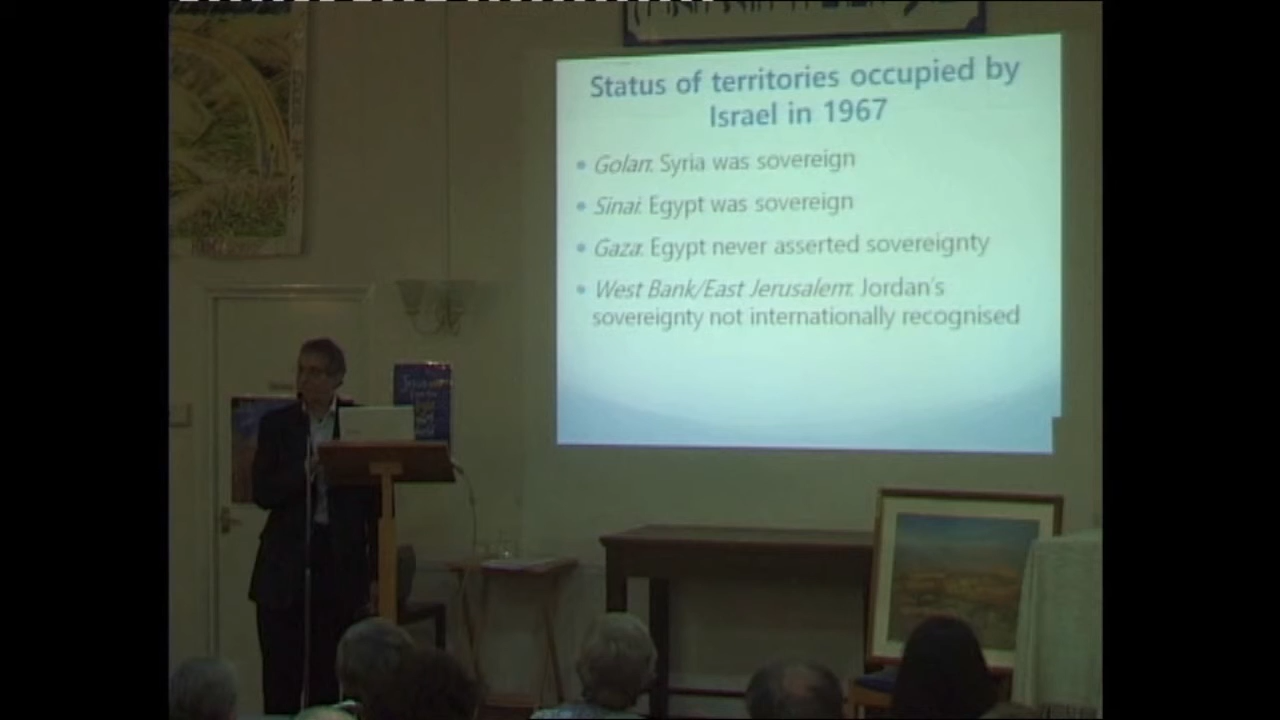 Status of territories occupied by
Israel in 1967
• Golan: Syria was sovereign
• Sinai: Egypt was sovereign
• Gaza: Egypt never asserted sovereignty
• West Bank/East Jerusalem: Jordan's
sovereignty not internationally recognised